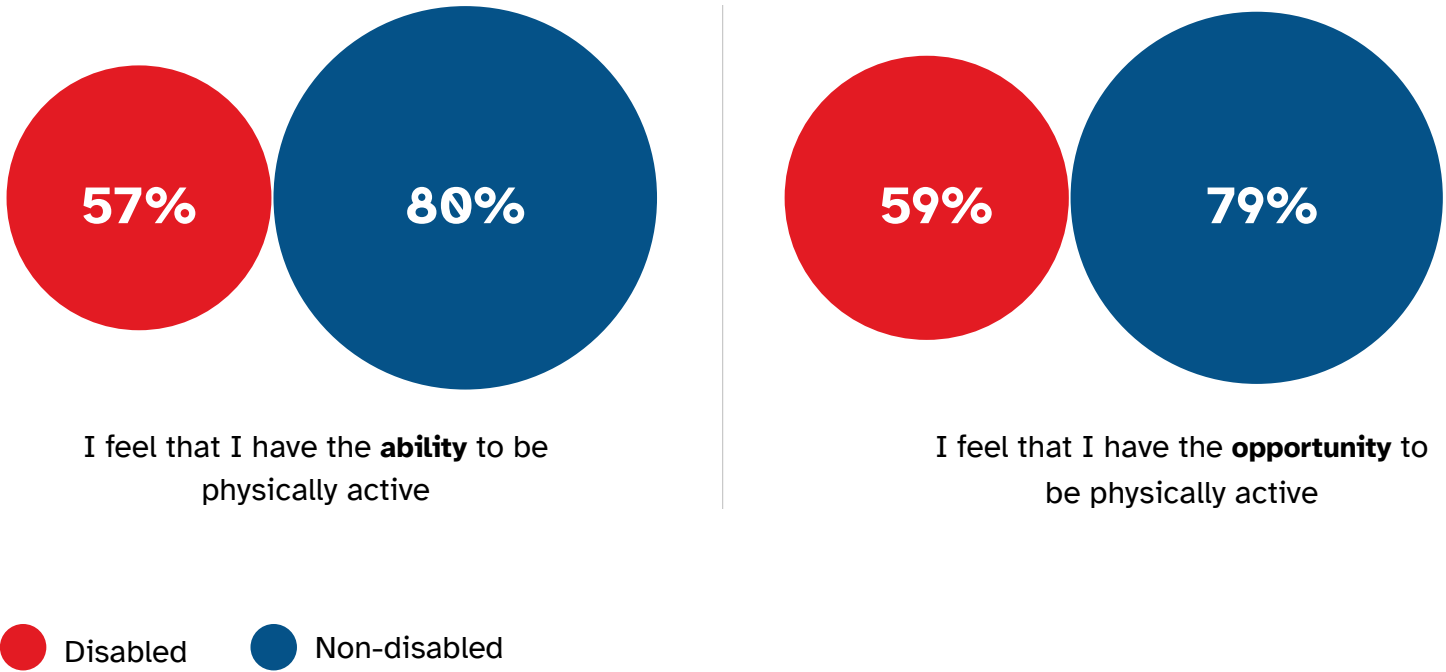 57%
80%
I feel that I have the ability to be
physically active
59%
79%
I feel that I have the opportunity to
be physically active
Disabled
Non-disabled